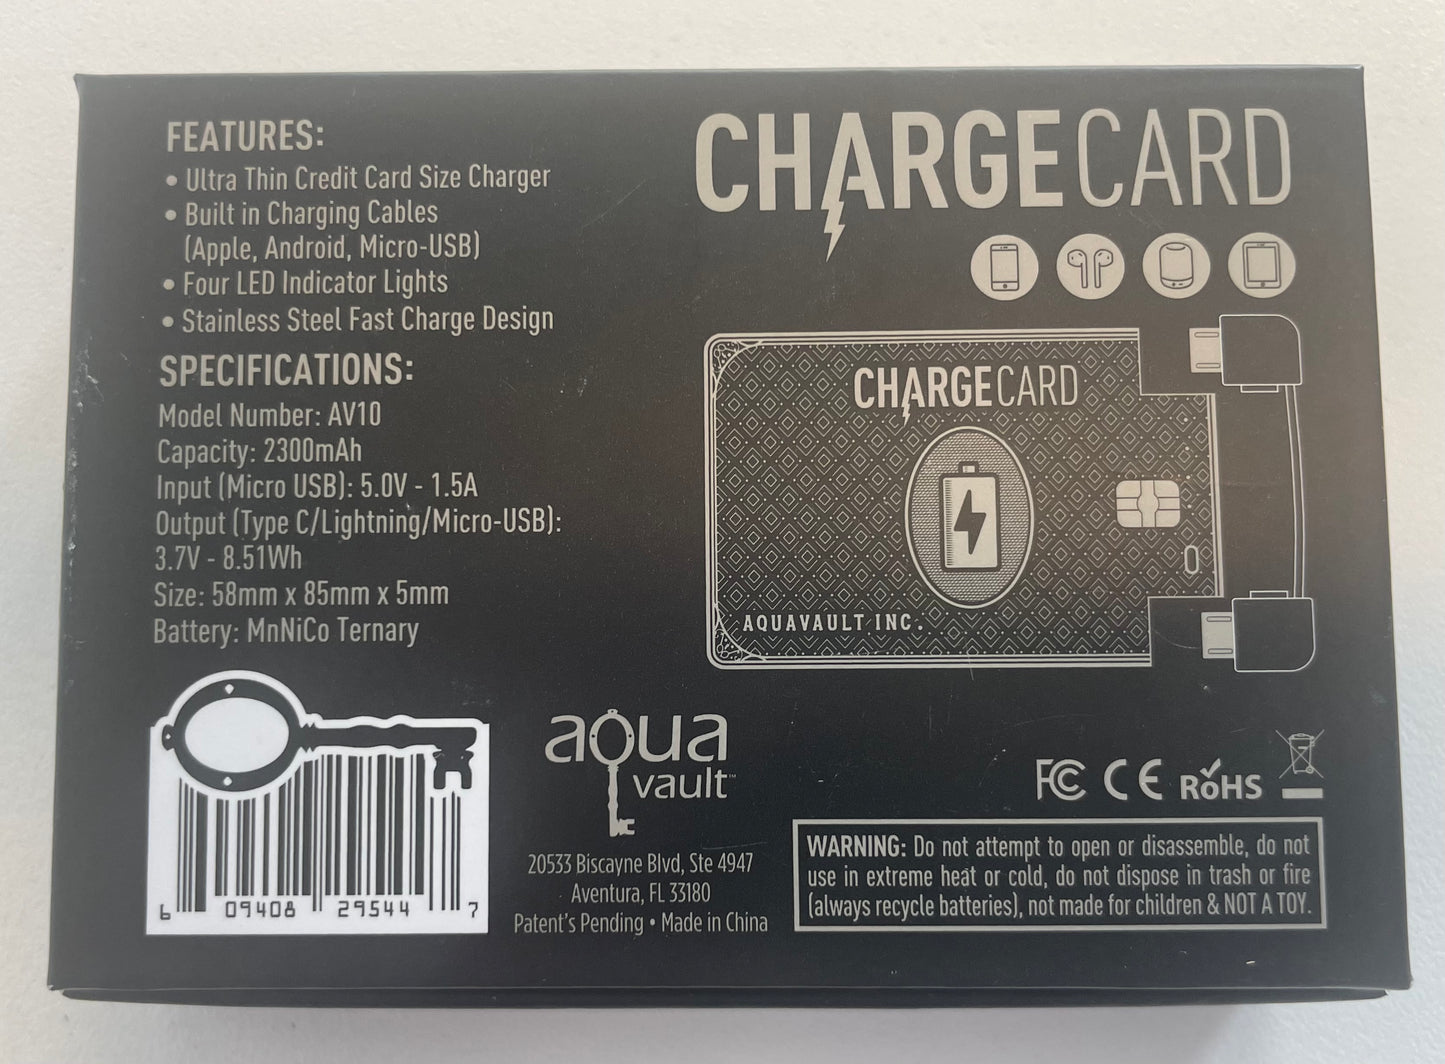 FEATURES:
• Ultra Thin Credit Card Size Charger
• Built in Charging Cables
(Apple, Android, Micro-USB)
• Four LED Indicator Lights
• Stainless Steel Fast Charge Design
SPECIFICATIONS:
Model Number: AV10
Capacity: 2300mAh
Input (Micro USB): 5.0V - 1.5A
Output (Type C/Lightning/Micro-USB):
3.7V - 8.51Wh
Size: 58mm x 85mm x 5mm
Battery: MnNiCo Ternary
6 09408 29544 7
CHARGECARD
CHARGECARD
AQUAVAULT INC.
aqua
vault™
20533 Biscayne Blvd, Ste 4947
Aventura, FL 33180
Patent's Pending • Made in China
FC CE RoHS
WARNING: Do not attempt to open or disassemble, do not
use in extreme heat or cold, do not dispose in trash or fire
(always recycle batteries), not made for children & NOT A TOY.